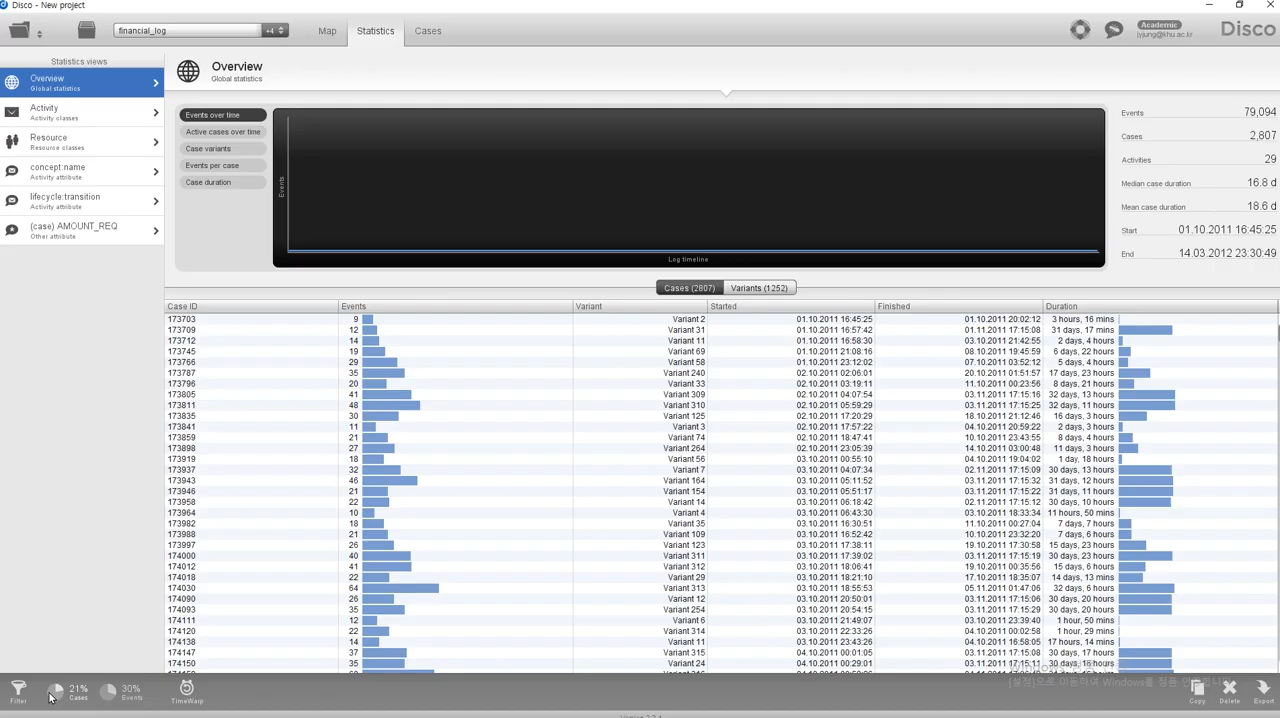 Disco - New project
financial_log
+4
Map
Statistics
Cases
Academic
jyjung@khu.ac.kr
Disco
Statistics views
Overview
Global statistics
Activity
Activity classes
Resource
Resource classes
concept:name
Activity attribute
lifecycle:transition
Activity attribute
(case) AMOUNT_REQ
Other attribute
Overview
Global statistics
Events over time
Active cases over time
Case variants
Events per case
Case duration
Events
Log timeline
Events 79,094
Cases 2,807
Activities 29
Median case duration 16.8 d
Mean case duration 18.6 d
Start 01.10.2011 16:45:25
End 14.03.2012 23:30:49
Cases (2807) Variants (1252)
Case ID Events Variant Started Finished Duration
173703 9 Variant 2 01.10.2011 16:45:25 01.10.2011 20:02:12 3 hours, 16 mins
173709 12 Variant 31 01.10.2011 16:57:42 01.11.2011 17:15:08 31 days, 17 mins
173712 14 Variant 11 01.10.2011 16:58:30 03.10.2011 21:42:55 2 days, 4 hours
173745 19 Variant 69 01.10.2011 21:08:16 08.10.2011 19:45:59 6 days, 22 hours
173766 29 Variant 58 01.10.2011 23:12:02 07.10.2011 03:52:12 5 days, 4 hours
173787 35 Variant 240 02.10.2011 02:06:01 20.10.2011 01:51:57 17 days, 23 hours
173796 20 Variant 33 02.10.2011 03:19:11 11.10.2011 00:23:56 8 days, 21 hours
173805 41 Variant 309 02.10.2011 04:07:54 03.11.2011 17:15:16 32 days, 13 hours
173811 48 Variant 310 02.10.2011 05:59:29 03.11.2011 17:15:25 32 days, 11 hours
173835 30 Variant 125 02.10.2011 17:20:29 18.10.2011 21:12:46 16 days, 3 hours
173841 11 Variant 3 02.10.2011 17:57:22 04.10.2011 20:59:22 2 days, 3 hours
173859 21 Variant 74 02.10.2011 18:47:41 10.10.2011 23:43:55 8 days, 4 hours
173898 27 Variant 264 02.10.2011 23:05:39 14.10.2011 03:00:48 11 days, 3 hours
173919 18 Variant 56 03.10.2011 00:55:10 04.10.2011 19:04:02 1 day, 18 hours
173937 32 Variant 7 03.10.2011 04:07:34 02.11.2011 17:15:09 30 days, 13 hours
173943 46 Variant 164 03.10.2011 05:11:52 03.11.2011 17:15:32 31 days, 12 hours
173946 21 Variant 154 03.10.2011 05:51:17 03.11.2011 17:15:22 31 days, 11 hours
173958 22 Variant 14 03.10.2011 06:18:42 02.11.2011 17:15:12 30 days, 10 hours
173964 10 Variant 4 03.10.2011 06:43:30 03.10.2011 18:33:34 11 hours, 50 mins
173982 18 Variant 35 03.10.2011 16:30:51 11.10.2011 00:27:04 7 days, 7 hours
173988 21 Variant 109 03.10.2011 16:52:42 10.10.2011 23:32:20 7 days, 6 hours
173997 26 Variant 123 03.10.2011 17:38:11 19.10.2011 17:30:58 15 days, 23 hours
174000 40 Variant 311 03.10.2011 17:39:02 03.11.2011 17:15:19 30 days, 23 hours
174012 41 Variant 312 03.10.2011 18:06:41 19.10.2011 00:35:56 15 days, 6 hours
174018 22 Variant 29 03.10.2011 18:21:10 17.10.2011 18:35:07 14 days, 13 mins
174030 64 Variant 313 03.10.2011 18:55:53 05.11.2011 01:47:06 32 days, 6 hours
174090 26 Variant 12 03.10.2011 20:50:01 03.11.2011 17:15:06 30 days, 20 hours
174093 35 Variant 254 03.10.2011 20:54:15 03.11.2011 17:15:29 30 days, 20 hours
174111 12 Variant 6 03.10.2011 21:49:07 03.10.2011 23:39:40 1 hour, 50 mins
174120 22 Variant 314 03.10.2011 22:33:26 04.10.2011 00:02:58 1 hour, 29 mins
174138 14 Variant 11 03.10.2011 23:43:26 04.10.2011 16:58:05 17 hours, 14 mins
174147 37 Variant 315 04.10.2011 00:01:05 03.11.2011 17:15:18 30 days, 17 hours
174150 35 Variant 24 04.10.2011 00:29:01 03.11.2011 17:15:11 30 days,
Filter
21% Cases
30% Events
TimeWarp
Copy
Delete
Export